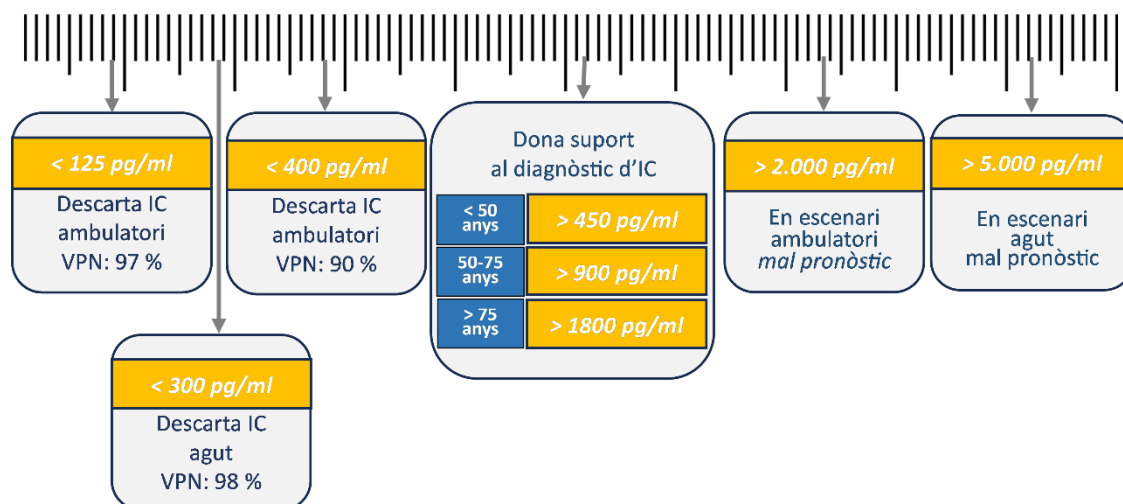 < 125 pg/ml
Descarta IC
ambulatori
VPN: 97 %
< 300 pg/ml
Descarta IC
agut
VPN: 98 %
< 400 pg/ml
Descarta IC
ambulatori
VPN: 90 %
Dona suport
al diagnòstic d’IC
< 50
anys
> 450 pg/ml
50-75
anys
> 900 pg/ml
> 75
anys
> 1800 pg/ml
> 2.000 pg/ml
En escenari
ambulatori
mal pronòstic
> 5.000 pg/ml
En escenari
agut
mal pronòstic